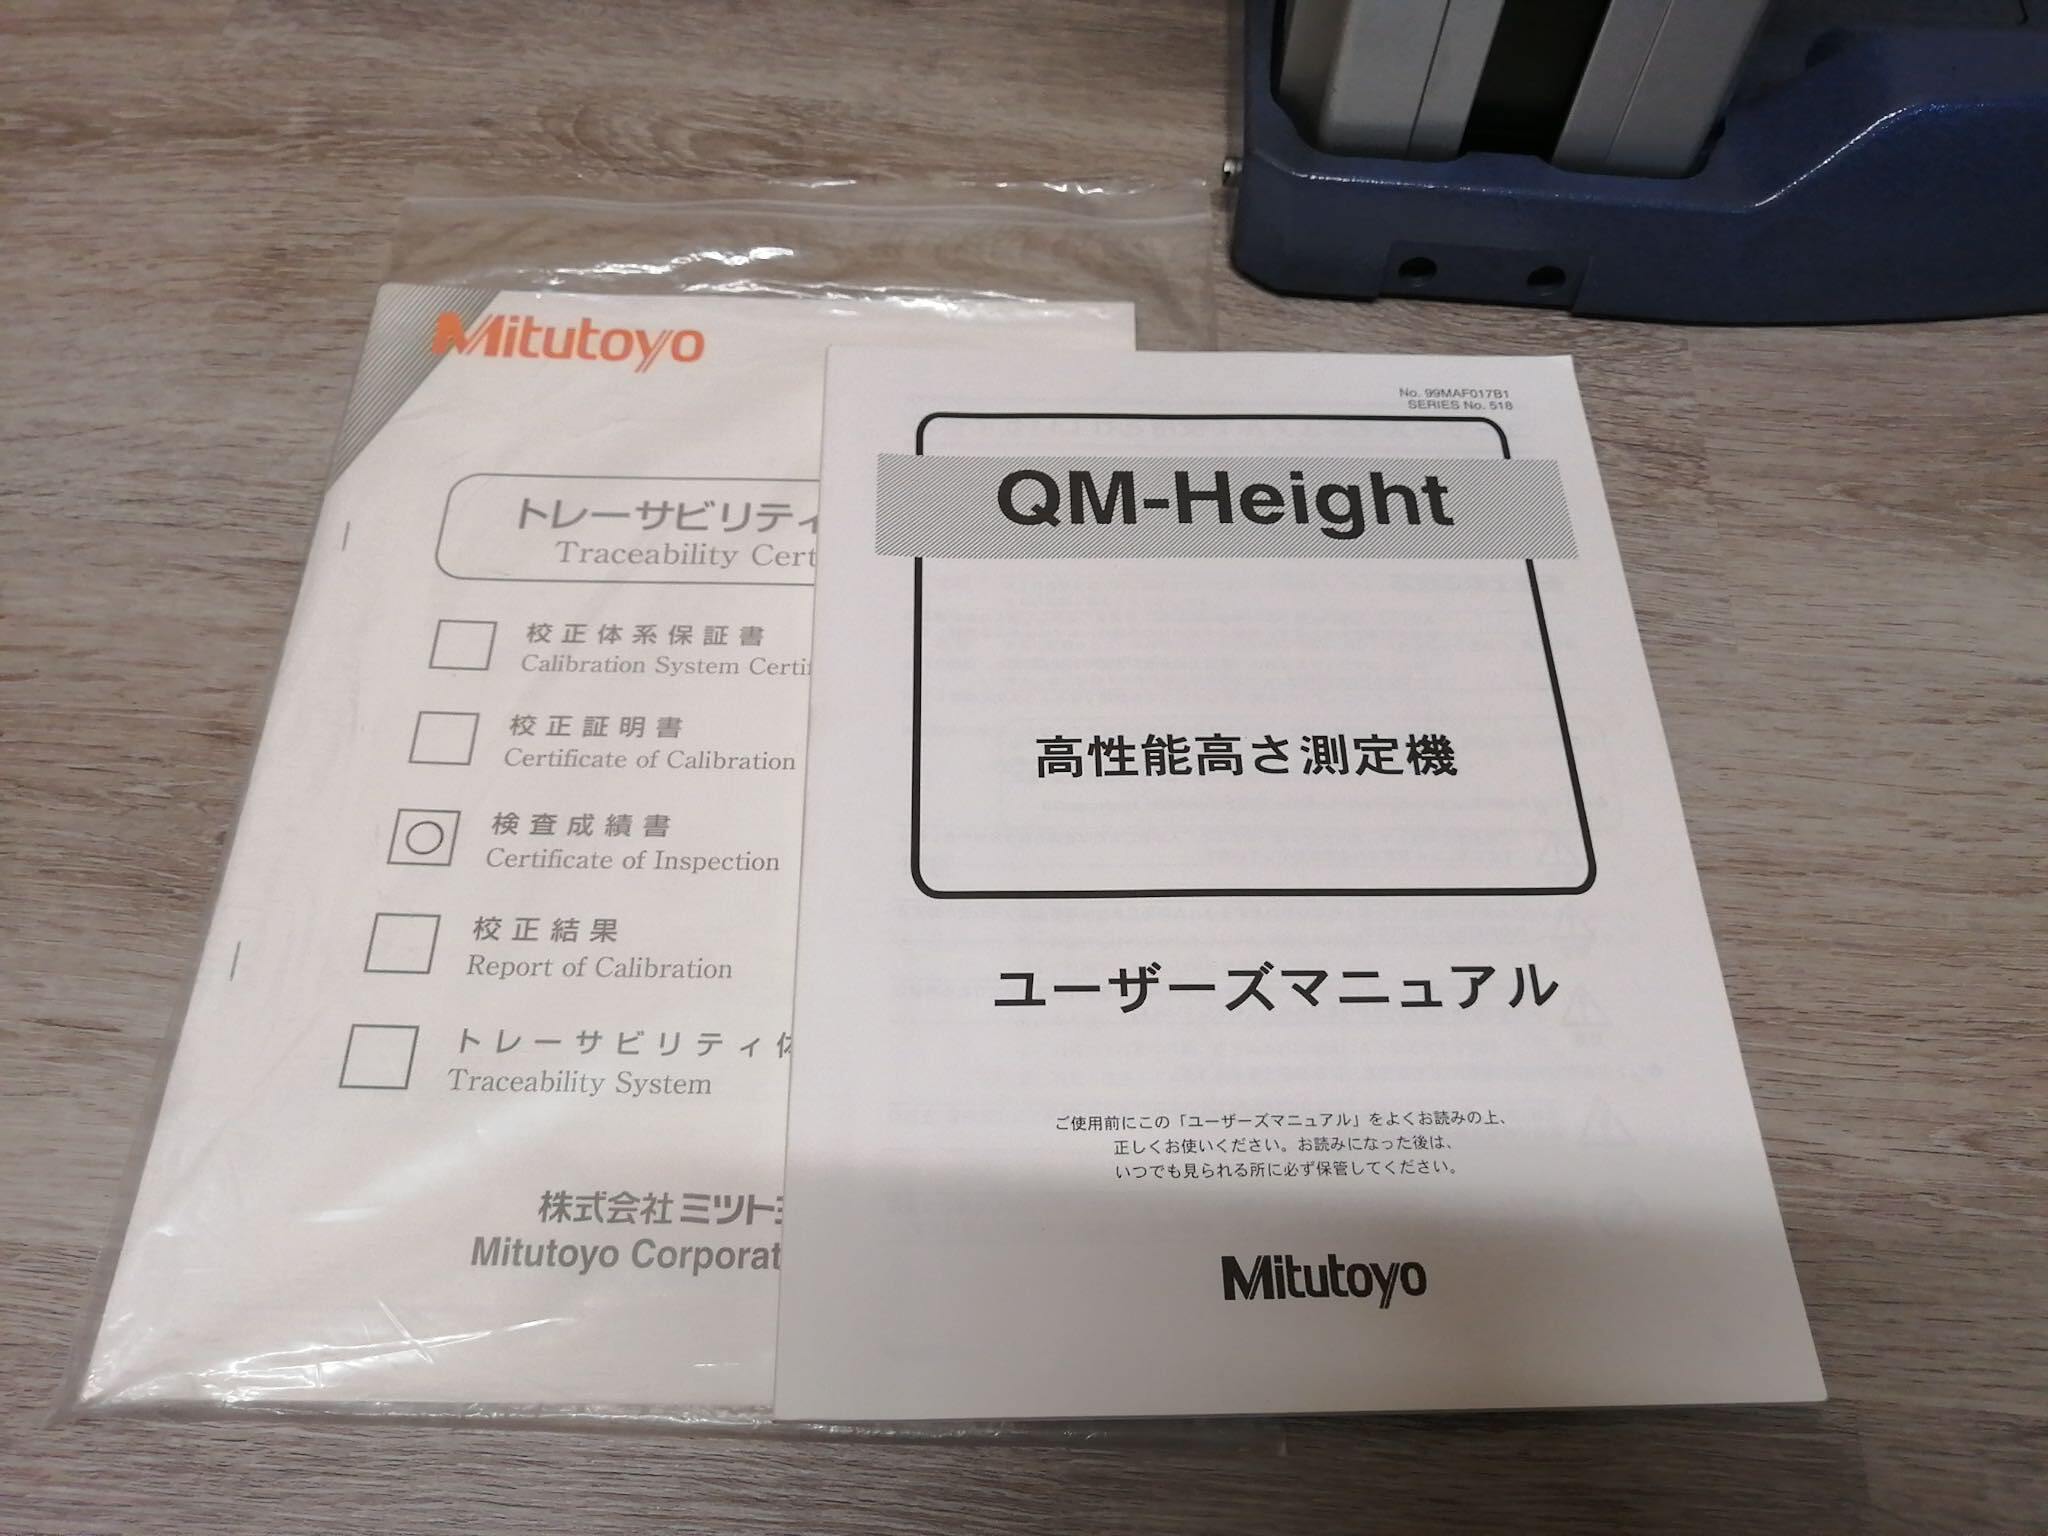 Mitutoyo
トレーサビリティ
Traceability Cert
校正体系保証書
Calibration System Certifi
校正証明書
Certificate of Calibration
検査成績書
Certificate of Inspection
校正結果
Report of Calibration
トレーサビリティ体
Traceability System
株式会社ミツト
Mitutoyo Corporat
No. 99MAF017B1
SERIES No. 518
QM-Height
高性能高さ測定機
ユーザーズマニュアル
ご使用前にこの「ユーザーズマニュアル」をよくお読みの上、
正しくお使いください。お読みになった後は、
いつでも見られる所に必ず保管してください。
Mitutoyo